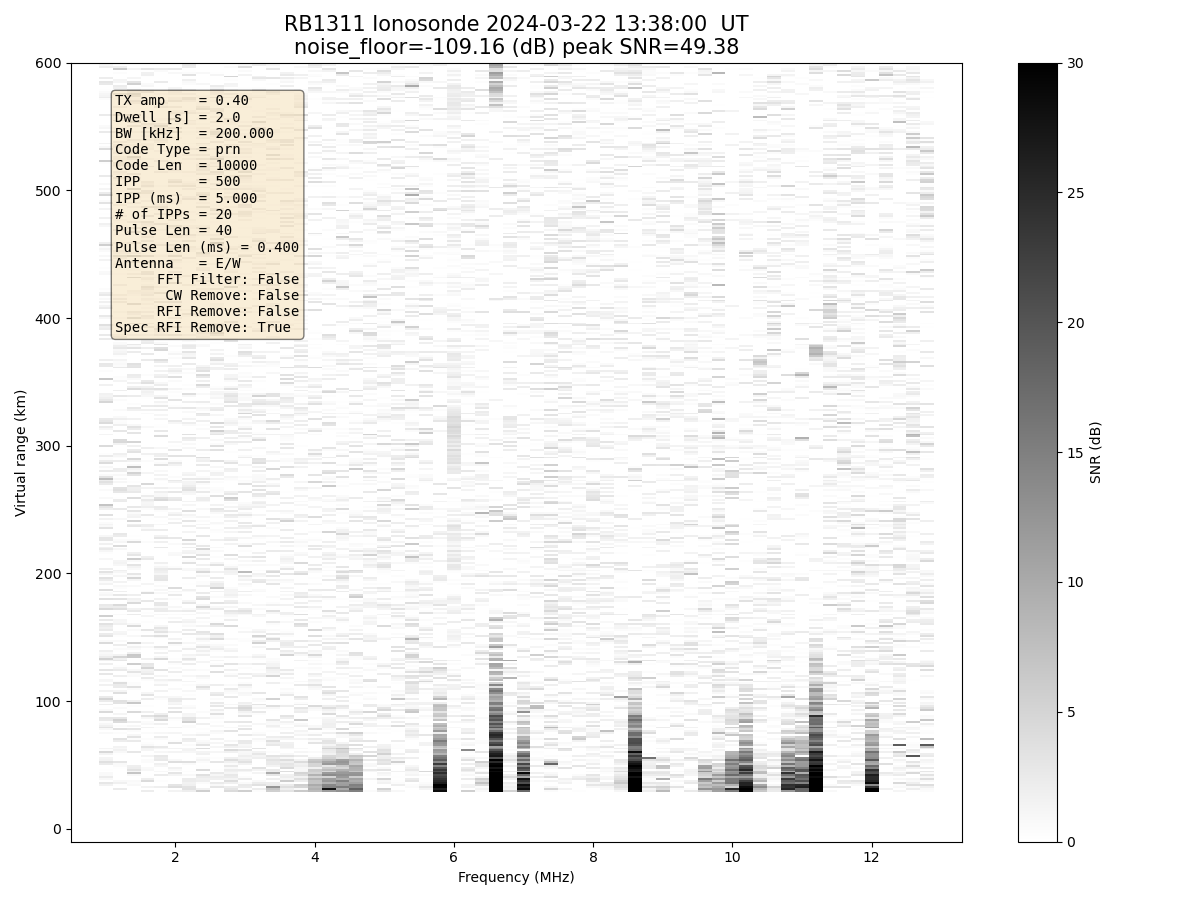 RB1311 Ionosonde 2024-03-22 13:38:00 UT
noise_floor=-109.16 (dB) peak SNR=49.38
600
500
400
300
200
100
0
Virtual range (km)
TX amp = 0.40
Dwell [s] = 2.0
BW [kHz] = 200.000
Code Type = prn
Code Len = 10000
IPP = 500
IPP (ms) = 5.000
# of IPPs = 20
Pulse Len = 40
Pulse Len (ms) = 0.400
Antenna = E/W
FFT Filter: False
CW Remove: False
RFI Remove: False
Spec RFI Remove: True
2 4 6 8 10 12
Frequency (MHz)
30
25
20
15
10
5
0
SNR (dB)